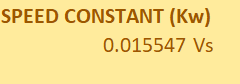 SPEED CONSTANT (Kw)
0.015547 Vs